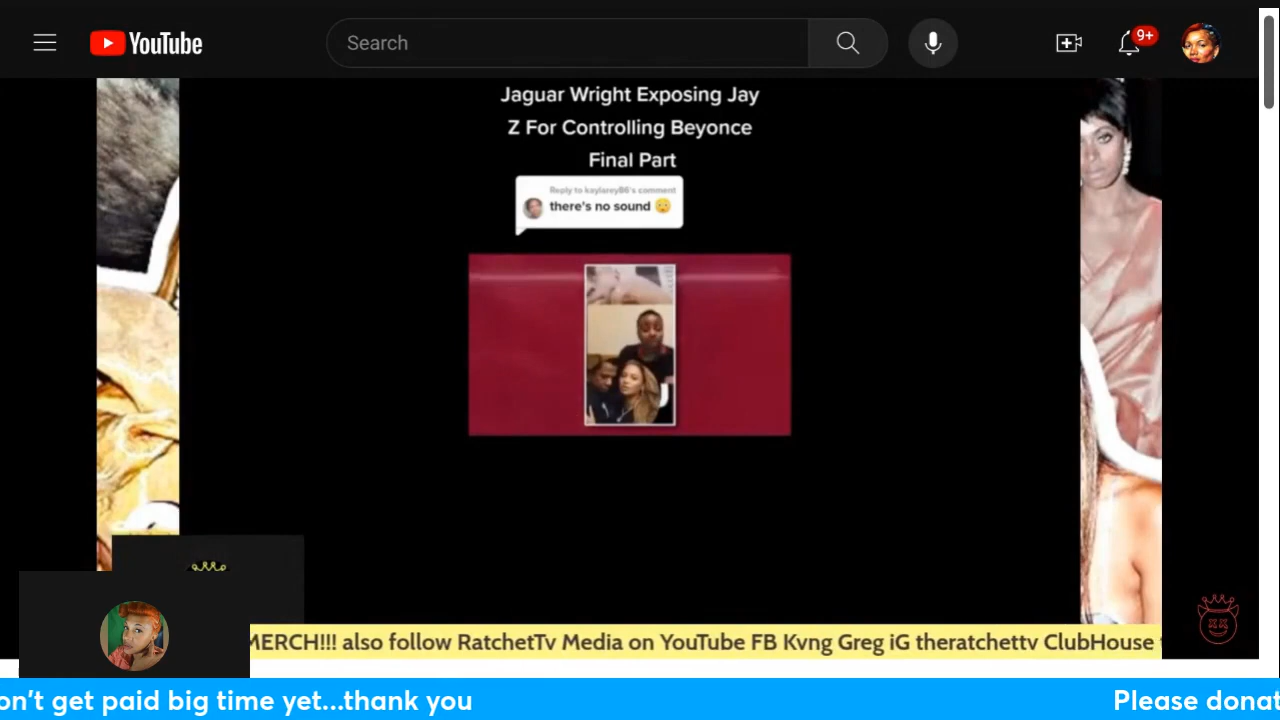 YouTube
Search
9+
Jaguar Wright Exposing Jay
Z For Controlling Beyonce
Final Part
Reply to kaylarey86's comment
there's no sound 😳
MERCH!!! also follow RatchetTv Media on YouTube FB Kvng Greg iG theratchettv ClubHouse
on't get paid big time yet...thank you
Please donat